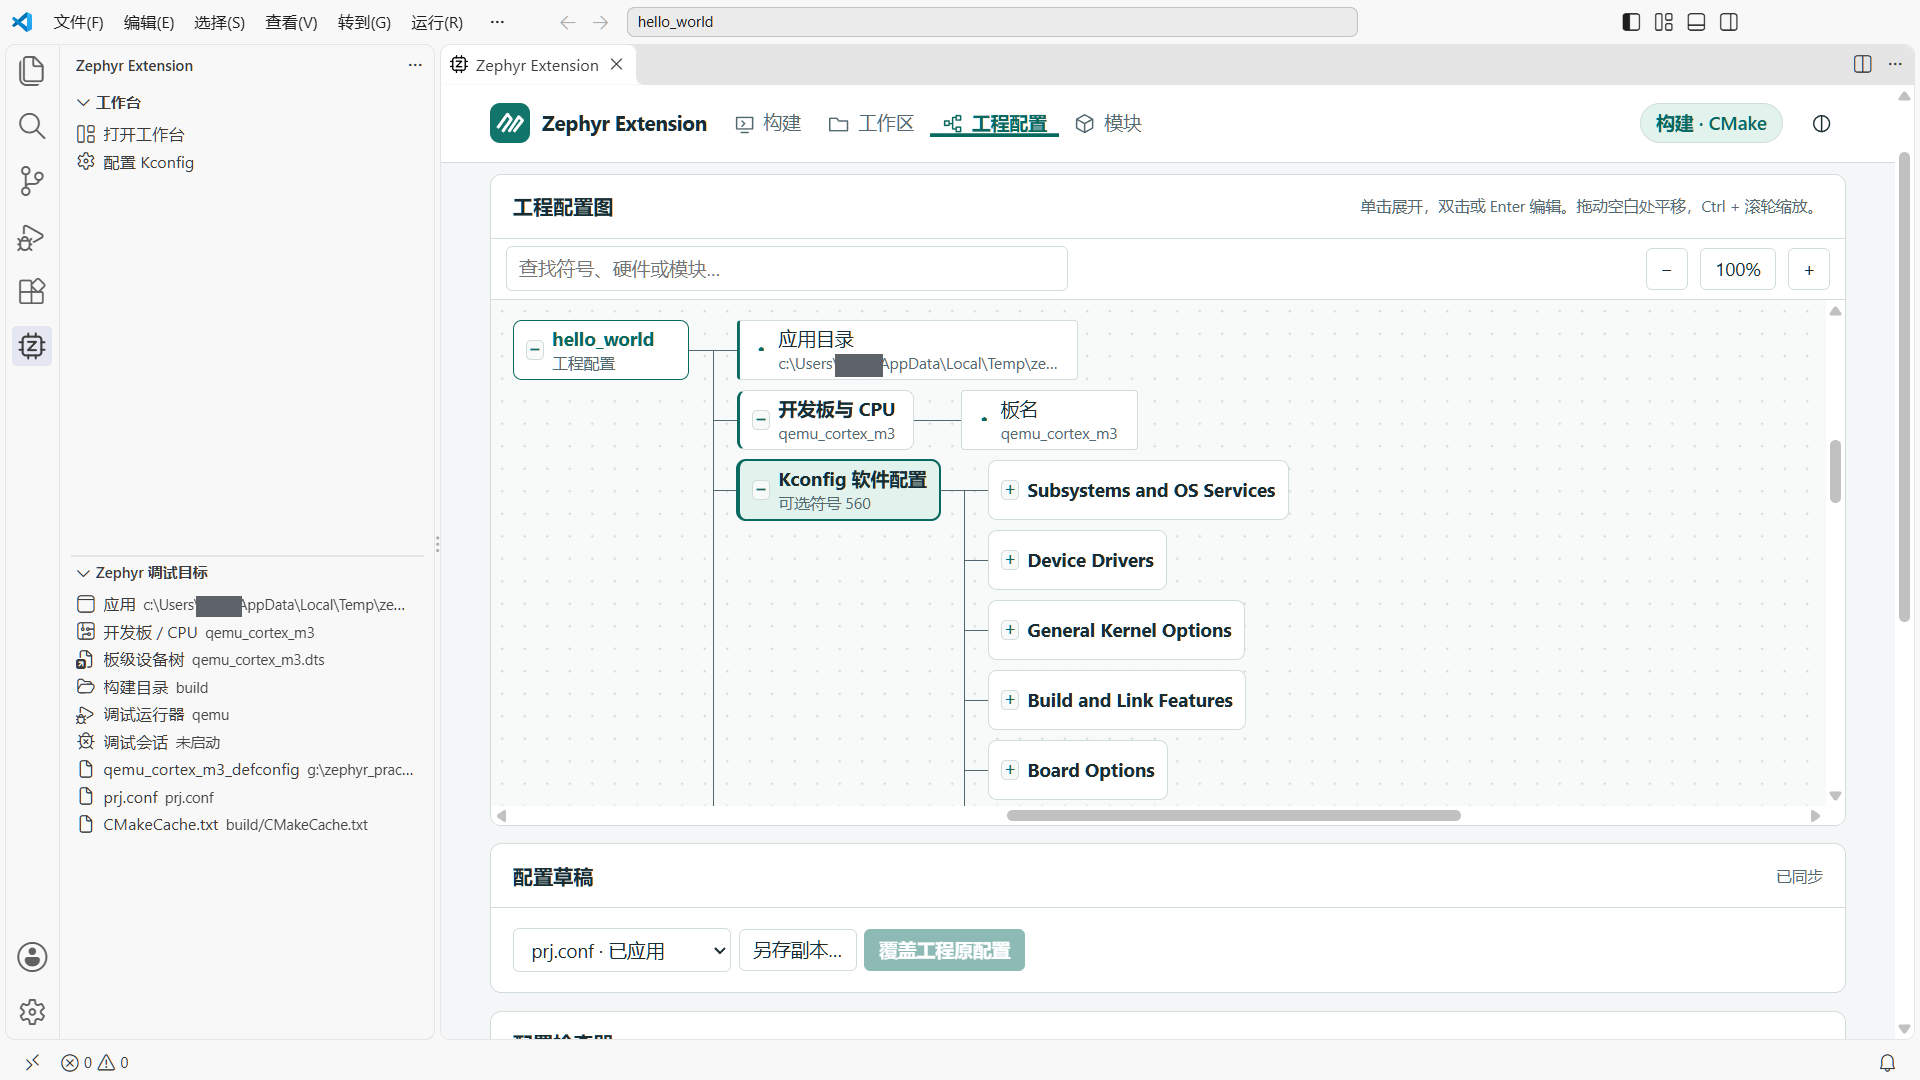 文件(F) 编辑(E) 选择(S) 查看(V) 转到(G) 运行(R) ···
hello_world
Zephyr Extension
工作台
打开工作台
配置 Kconfig
Zephyr 调试目标
应用 c:\Users\ AppData\Local\Temp\ze...
开发板 / CPU qemu_cortex_m3
板级设备树 qemu_cortex_m3.dts
构建目录 build
调试运行器 qemu
调试会话 未启动
qemu_cortex_m3_defconfig g:\zephyr_prac...
prj.conf prj.conf
CMakeCache.txt build/CMakeCache.txt
Zephyr Extension
Zephyr Extension 构建 工作区 工程配置 模块 构建 · CMake
工程配置图 单击展开，双击或 Enter 编辑。拖动空白处平移，Ctrl + 滚轮缩放。
查找符号、硬件或模块... − 100% +
hello_world
工程配置
应用目录
c:\Users\ AppData\Local\Temp\ze...
开发板与 CPU
qemu_cortex_m3
板名
qemu_cortex_m3
Kconfig 软件配置
可选符号 560
Subsystems and OS Services
Device Drivers
General Kernel Options
Build and Link Features
Board Options
配置草稿 已同步
prj.conf · 已应用 另存副本... 覆盖工程原配置
0 0